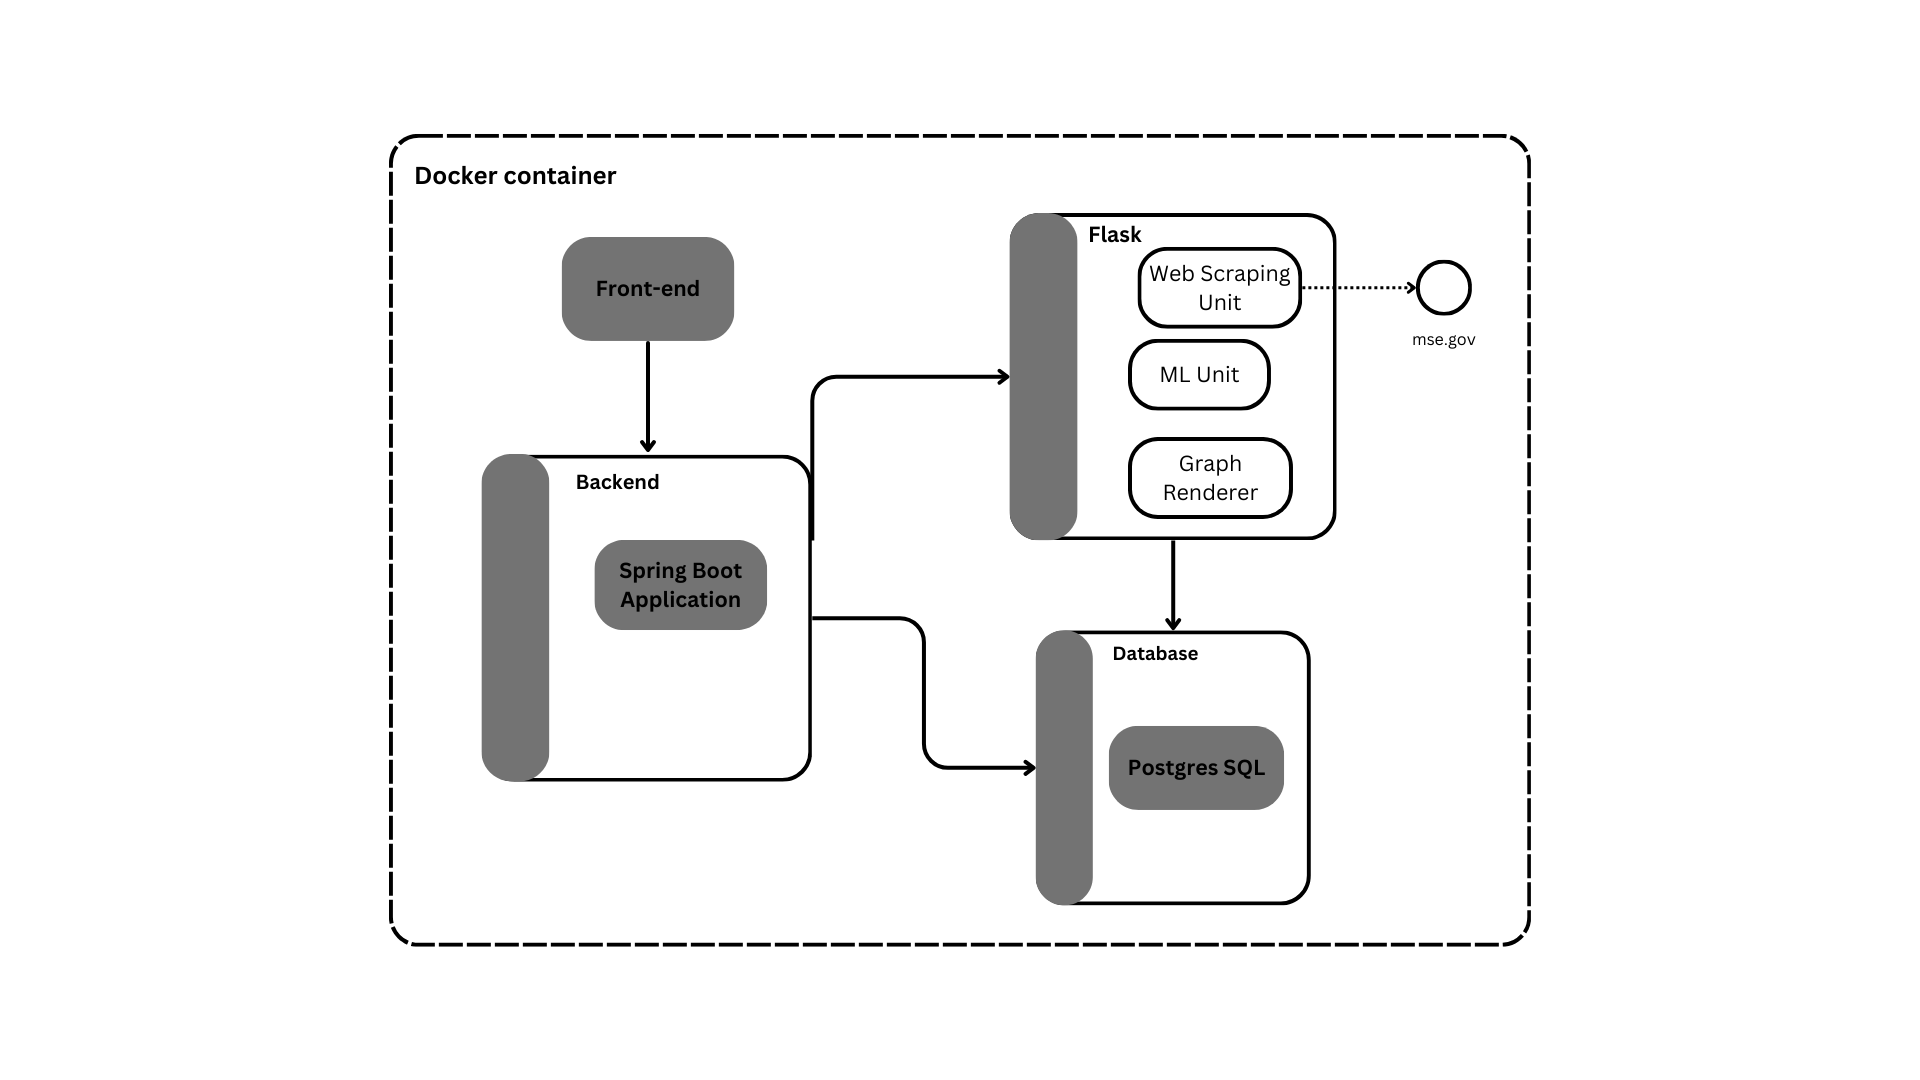 Docker container
Front-end
Backend
Spring Boot
Application
Flask
Web Scraping
Unit
ML Unit
Graph
Renderer
mse.gov
Database
Postgres SQL